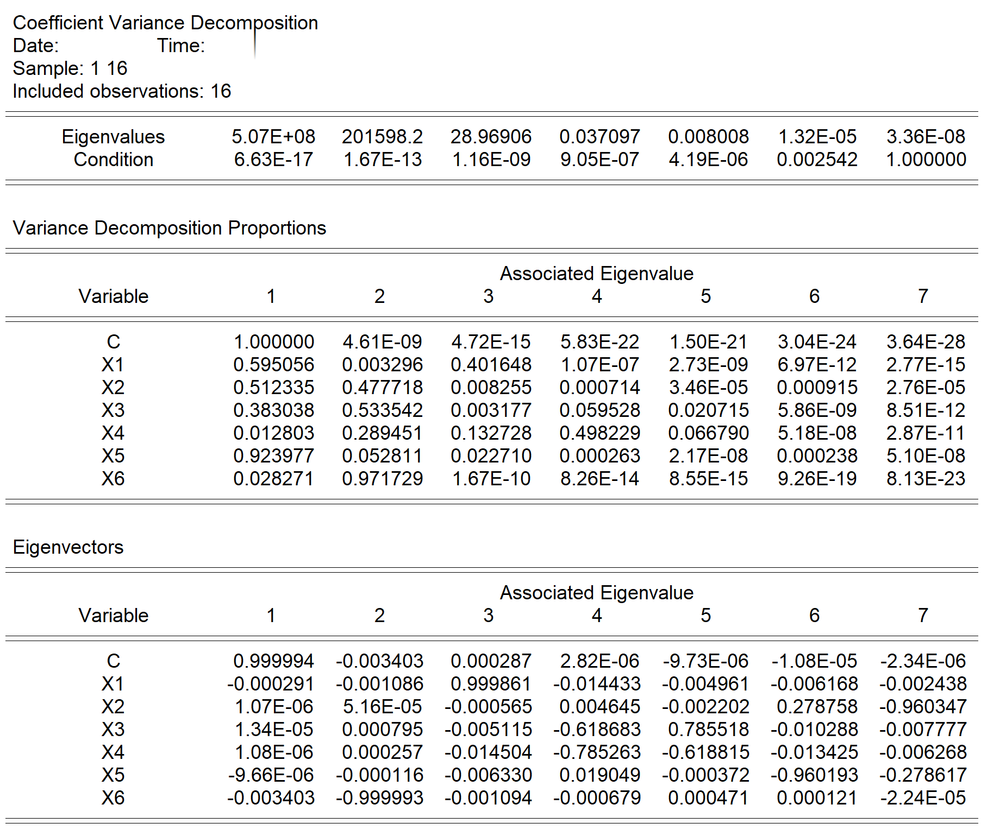 Coefficient Variance Decomposition
Date: Time:
Sample: 1 16
Included observations: 16
Eigenvalues 5.07E+08 201598.2 28.96906 0.037097 0.008008 1.32E-05 3.36E-08
Condition 6.63E-17 1.67E-13 1.16E-09 9.05E-07 4.19E-06 0.002542 1.000000
Variance Decomposition Proportions
Associated Eigenvalue
Variable 1 2 3 4 5 6 7
C 1.000000 4.61E-09 4.72E-15 5.83E-22 1.50E-21 3.04E-24 3.64E-28
X1 0.595056 0.003296 0.401648 1.07E-07 2.73E-09 6.97E-12 2.77E-15
X2 0.512335 0.477718 0.008255 0.000714 3.46E-05 0.000915 2.76E-05
X3 0.383038 0.533542 0.003177 0.059528 0.020715 5.86E-09 8.51E-12
X4 0.012803 0.289451 0.132728 0.498229 0.066790 5.18E-08 2.87E-11
X5 0.923977 0.052811 0.022710 0.000263 2.17E-08 0.000238 5.10E-08
X6 0.028271 0.971729 1.67E-10 8.26E-14 8.55E-15 9.26E-19 8.13E-23
Eigenvectors
Associated Eigenvalue
Variable 1 2 3 4 5 6 7
C 0.999994 -0.003403 0.000287 2.82E-06 -9.73E-06 -1.08E-05 -2.34E-06
X1 -0.000291 -0.001086 0.999861 -0.014433 -0.004961 -0.006168 -0.002438
X2 1.07E-06 5.16E-05 -0.000565 0.004645 -0.002202 0.278758 -0.960347
X3 1.34E-05 0.000795 -0.005115 -0.618683 0.785518 -0.010288 -0.007777
X4 1.08E-06 0.000257 -0.014504 -0.785263 -0.618815 -0.013425 -0.006268
X5 -9.66E-06 -0.000116 -0.006330 0.019049 -0.000372 -0.960193 -0.278617
X6 -0.003403 -0.999993 -0.001094 -0.000679 0.000471 0.000121 -2.24E-05